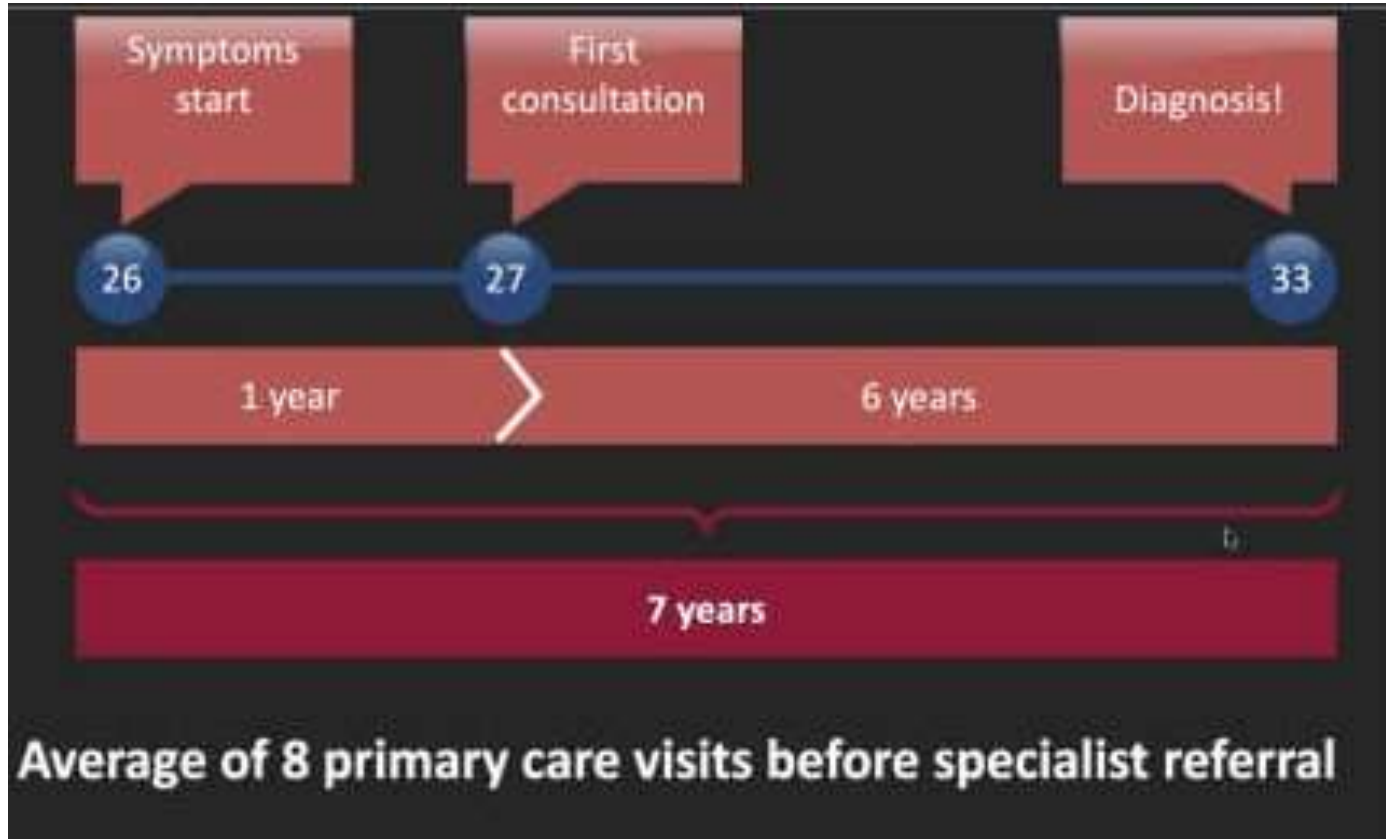 Symptoms
start
First
consultation
Diagnosis!
26
27
33
1 year
6 years
7 years
Average of 8 primary care visits before specialist referral